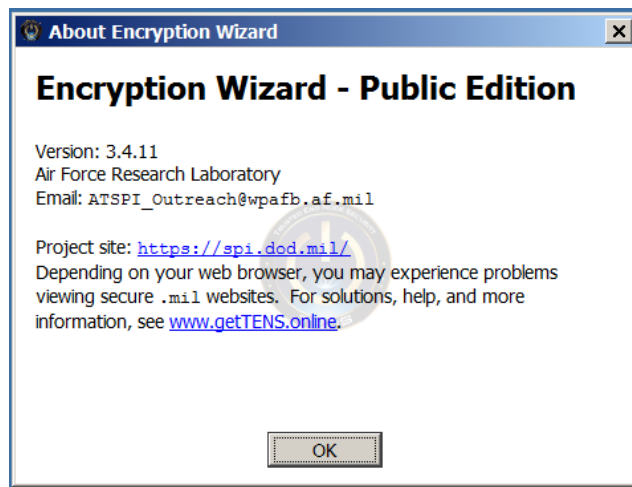 About Encryption Wizard
Encryption Wizard - Public Edition
Version: 3.4.11
Air Force Research Laboratory
Email: ATSPI_Outreach@wpafb.af.mil
Project site: https://spi.dod.mil/
Depending on your web browser, you may experience problems
viewing secure .mil websites. For solutions, help, and more
information, see www.getTENS.online.
OK